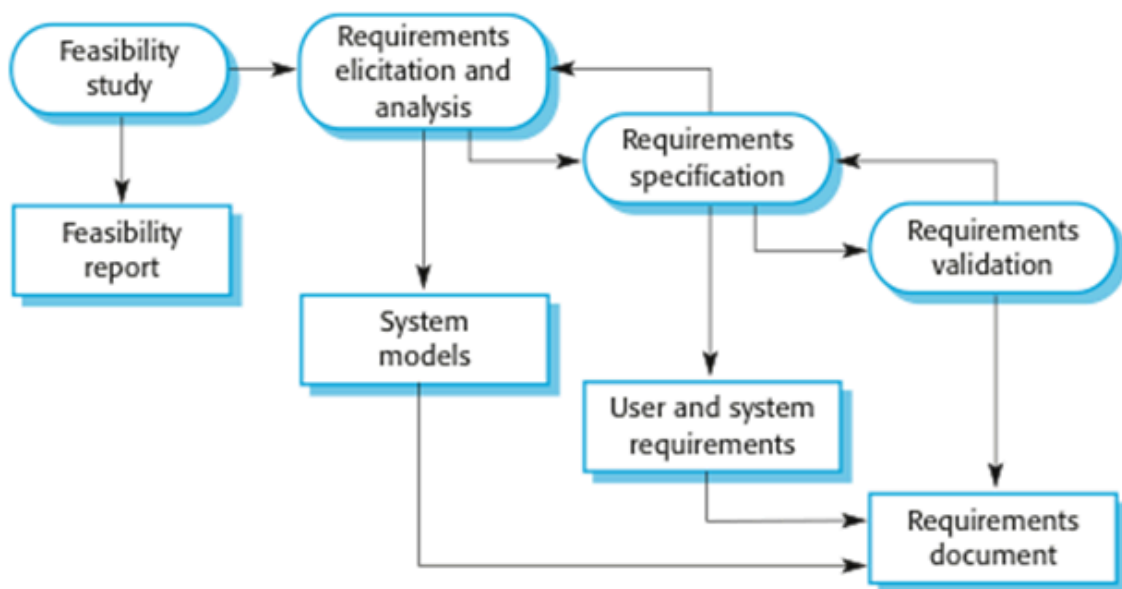 Feasibility
study
Requirements
elicitation and
analysis
Requirements
specification
Requirements
validation
Feasibility
report
System
models
User and system
requirements
Requirements
document